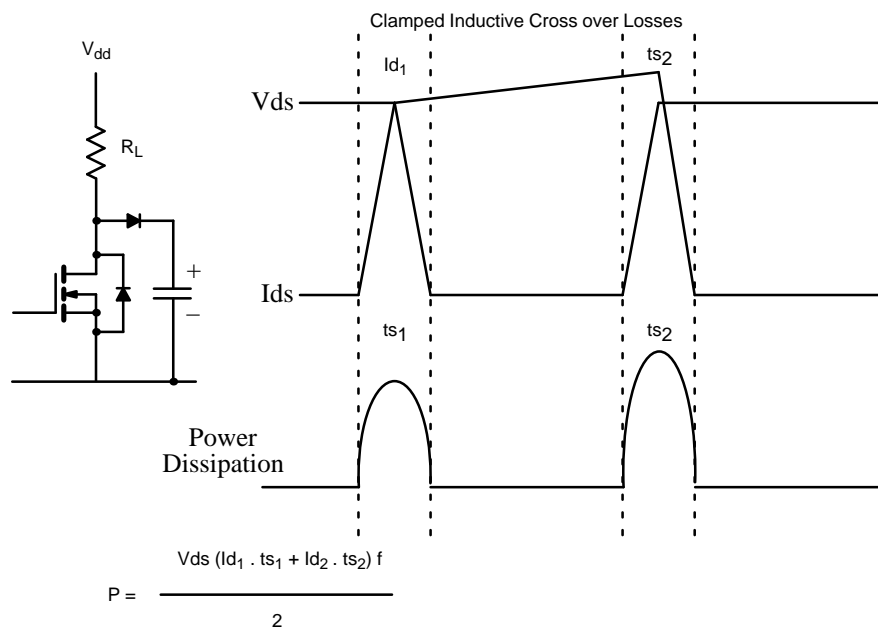 Clamped Inductive Cross over Losses
Vdd
Id1
ts2
Vds
RL
+
−
Ids
ts1
ts2
Power
Dissipation
Vds (Id1 . ts1 + Id2 . ts2) f
P =
2